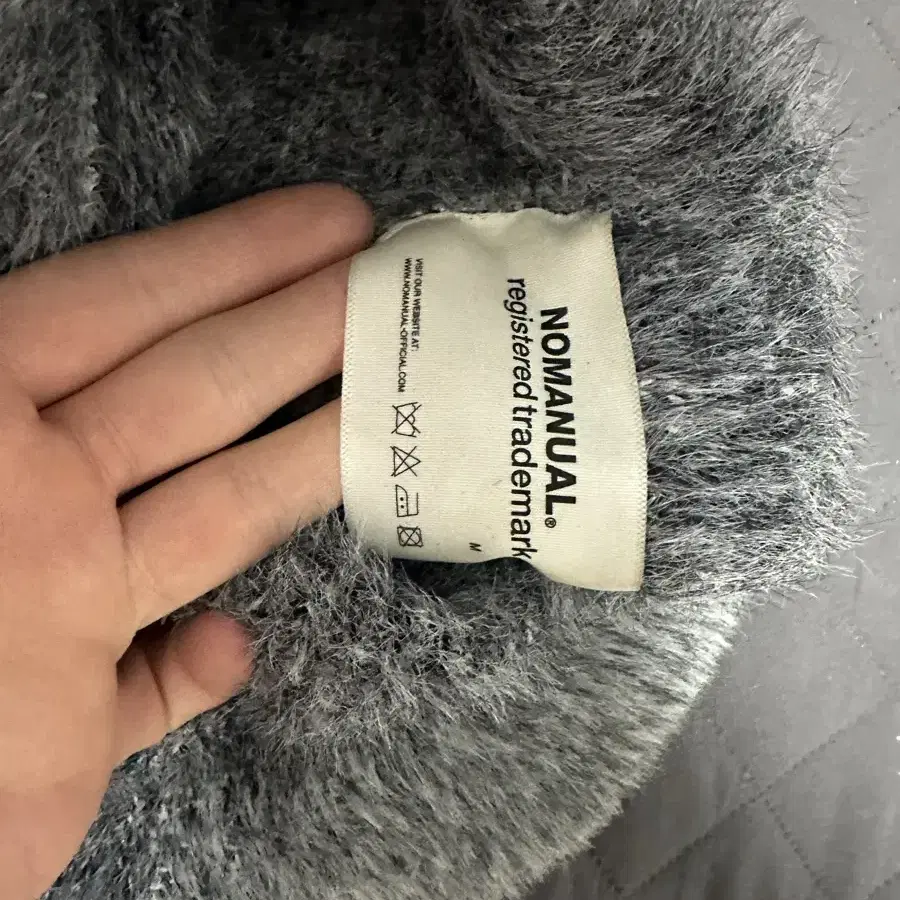 NOMANUAL®
registered trademark
M
VISIT OUR WEBSITE AT:
WWW.NOMANUAL-OFFICIAL.COM